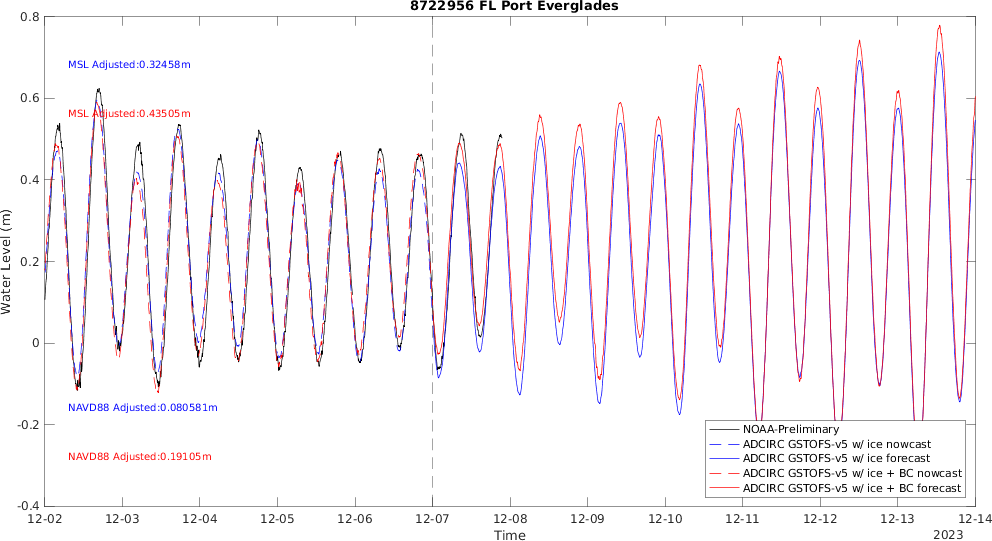 8722956 FL Port Everglades
0.8
MSL Adjusted:0.32458m
0.6
MSL Adjusted:0.43505m
0.4
Water Level (m)
0.2
0
NAVD88 Adjusted:0.080581m
-0.2
NAVD88 Adjusted:0.19105m
-0.4
NOAA-Preliminary
ADCIRC GSTOFS-v5 w/ ice nowcast
ADCIRC GSTOFS-v5 w/ ice forecast
ADCIRC GSTOFS-v5 w/ ice + BC nowcast
ADCIRC GSTOFS-v5 w/ ice + BC forecast
12-02 12-03 12-04 12-05 12-06 12-07 12-08 12-09 12-10 12-11 12-12 12-13 12-14
Time
2023